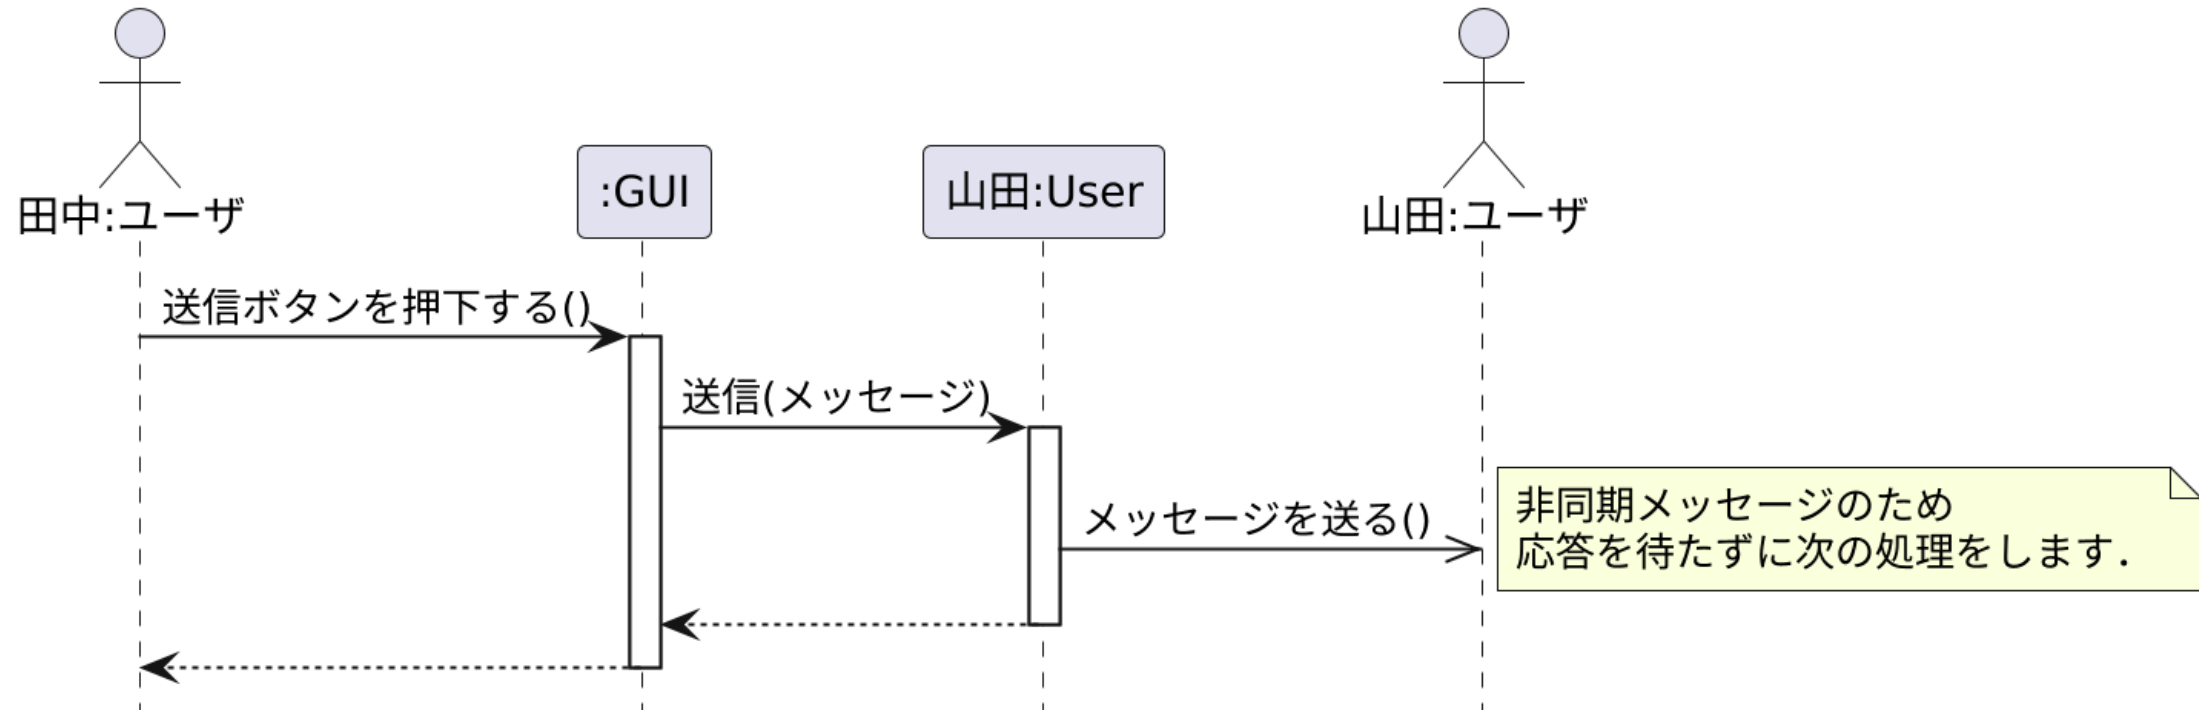 田中:ユーザ
:GUI
山田:User
山田:ユーザ
送信ボタンを押下する()
送信(メッセージ)
メッセージを送る()
非同期メッセージのため
応答を待たずに次の処理をします．